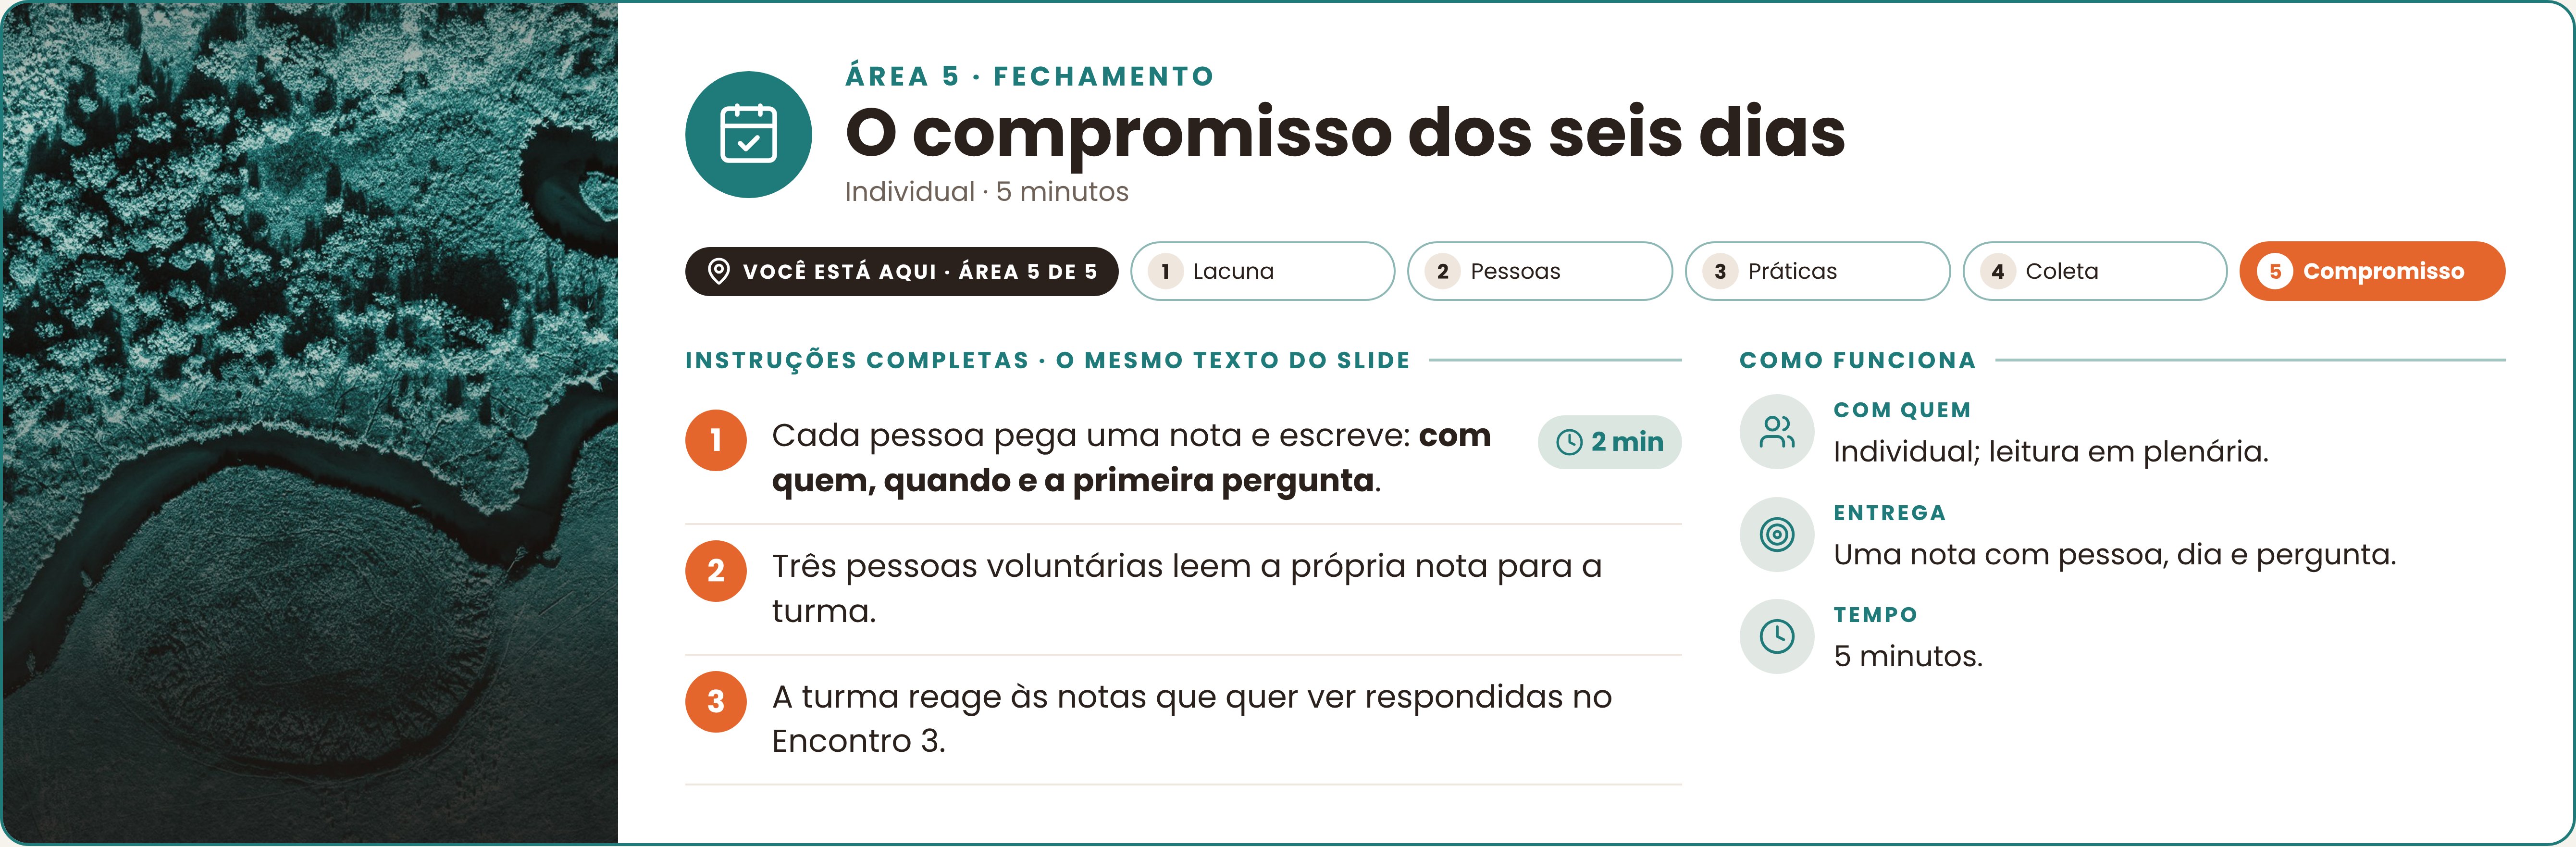 ÁREA 5 · FECHAMENTO
O compromisso dos seis dias
Individual · 5 minutos
VOCÊ ESTÁ AQUI · ÁREA 5 DE 5
1 Lacuna
2 Pessoas
3 Práticas
4 Coleta
5 Compromisso
INSTRUÇÕES COMPLETAS · O MESMO TEXTO DO SLIDE
1 Cada pessoa pega uma nota e escreve: com
quem, quando e a primeira pergunta.
2 min
2 Três pessoas voluntárias leem a própria nota para a
turma.
3 A turma reage às notas que quer ver respondidas no
Encontro 3.
COMO FUNCIONA
COM QUEM
Individual; leitura em plenária.
ENTREGA
Uma nota com pessoa, dia e pergunta.
TEMPO
5 minutos.